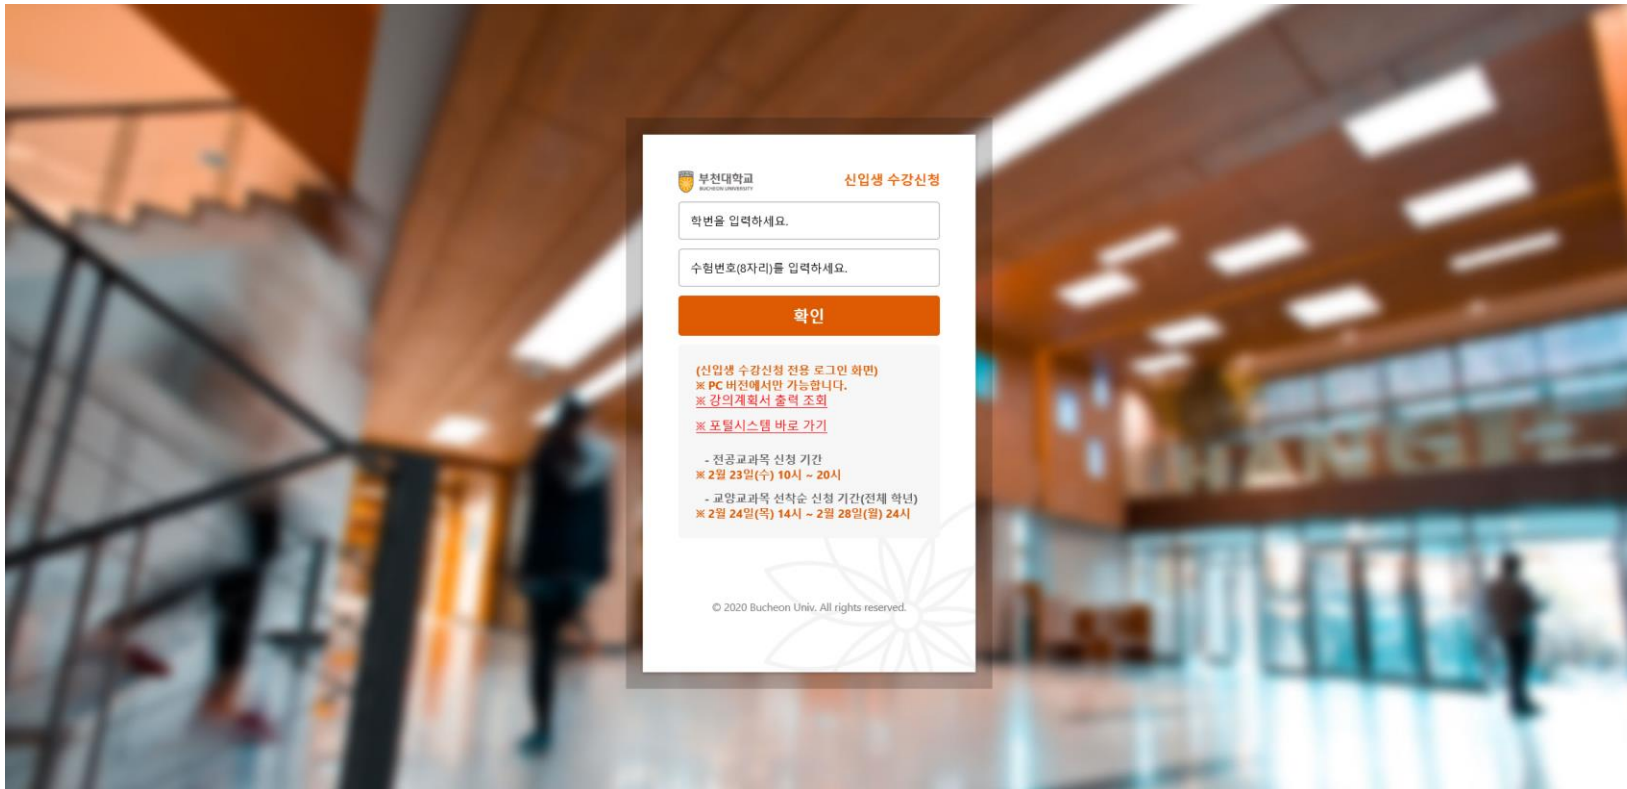 부천대학교
BUCHEON UNIVERSITY
신입생 수강신청
학번을 입력하세요.
수험번호(8자리)를 입력하세요.
확인
(신입생 수강신청 전용 로그인 화면)
※ PC 버전에서만 가능합니다.
※ 강의계획서 출력 조회
※ 포털시스템 바로 가기
- 전공교과목 신청 기간
※ 2월 23일(수) 10시 ~ 20시
- 교양교과목 선착순 신청 기간(전체 학년)
※ 2월 24일(목) 14시 ~ 2월 28일(월) 24시
© 2020 Bucheon Univ. All rights reserved.